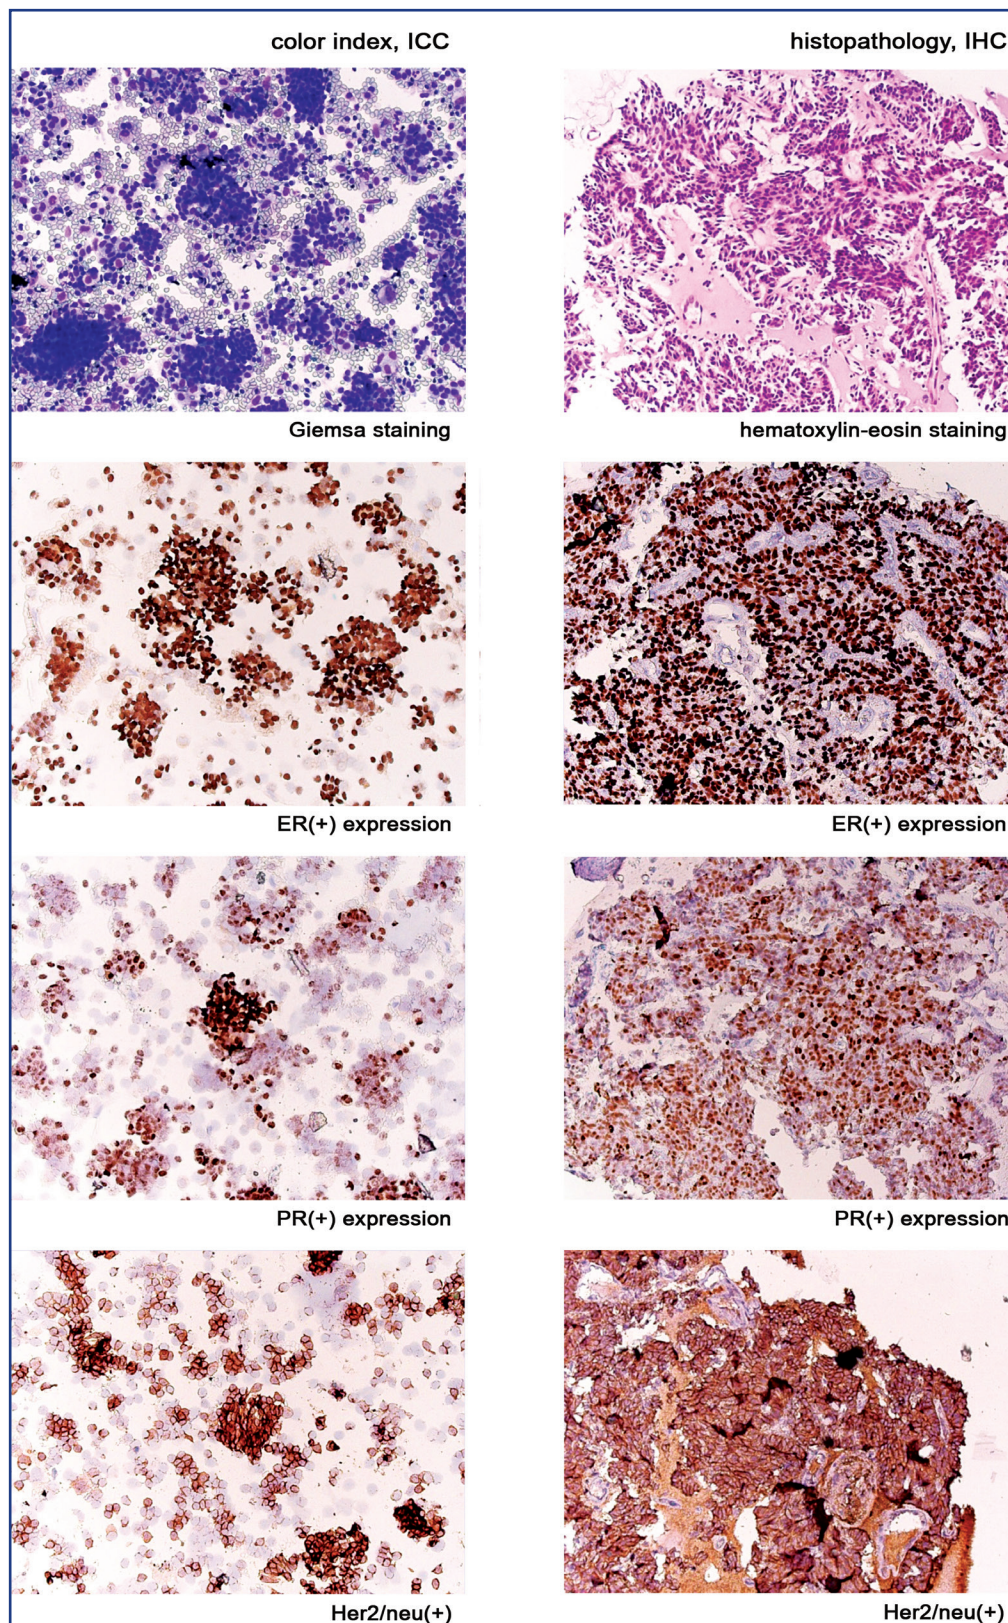 color index, ICC
histopathology, IHC
Giemsa staining
hematoxylin-eosin staining
ER(+) expression
ER(+) expression
PR(+) expression
PR(+) expression
Her2/neu(+)
Her2/neu(+)